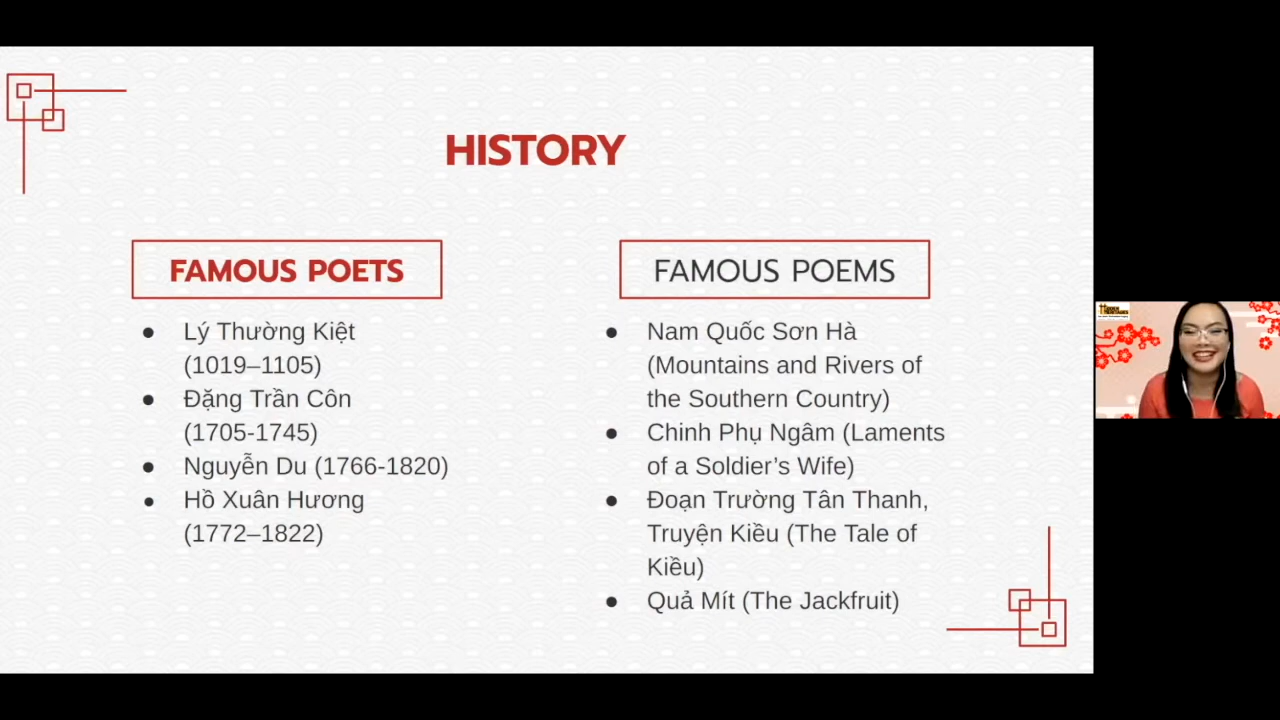 HISTORY
FAMOUS POETS
Lý Thường Kiệt
(1019–1105)
Đặng Trần Côn
(1705-1745)
Nguyễn Du (1766-1820)
Hồ Xuân Hương
(1772–1822)
FAMOUS POEMS
Nam Quốc Sơn Hà
(Mountains and Rivers of
the Southern Country)
Chinh Phụ Ngâm (Laments
of a Soldier’s Wife)
Đoạn Trường Tân Thanh,
Truyện Kiều (The Tale of
Kiều)
Quả Mít (The Jackfruit)